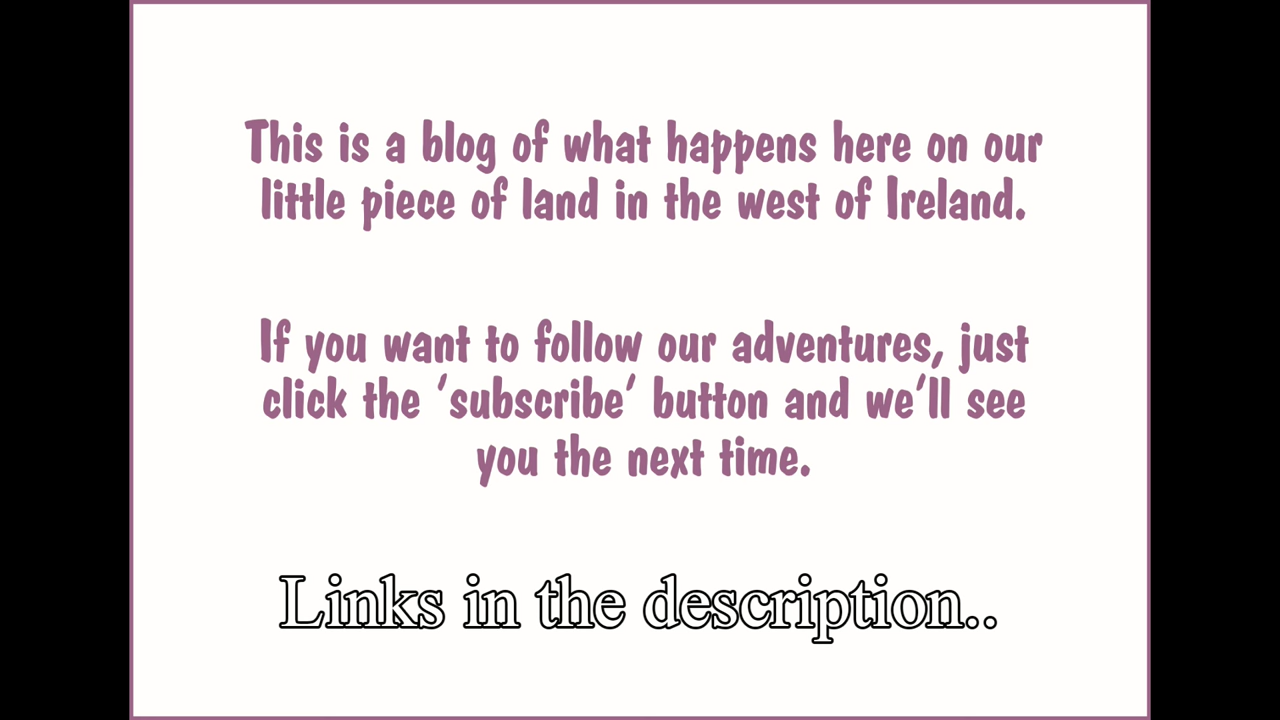 This is a blog of what happens here on our
little piece of land in the west of Ireland.
If you want to follow our adventures, just
click the ‘subscribe’ button and we’ll see
you the next time.
Links in the description..